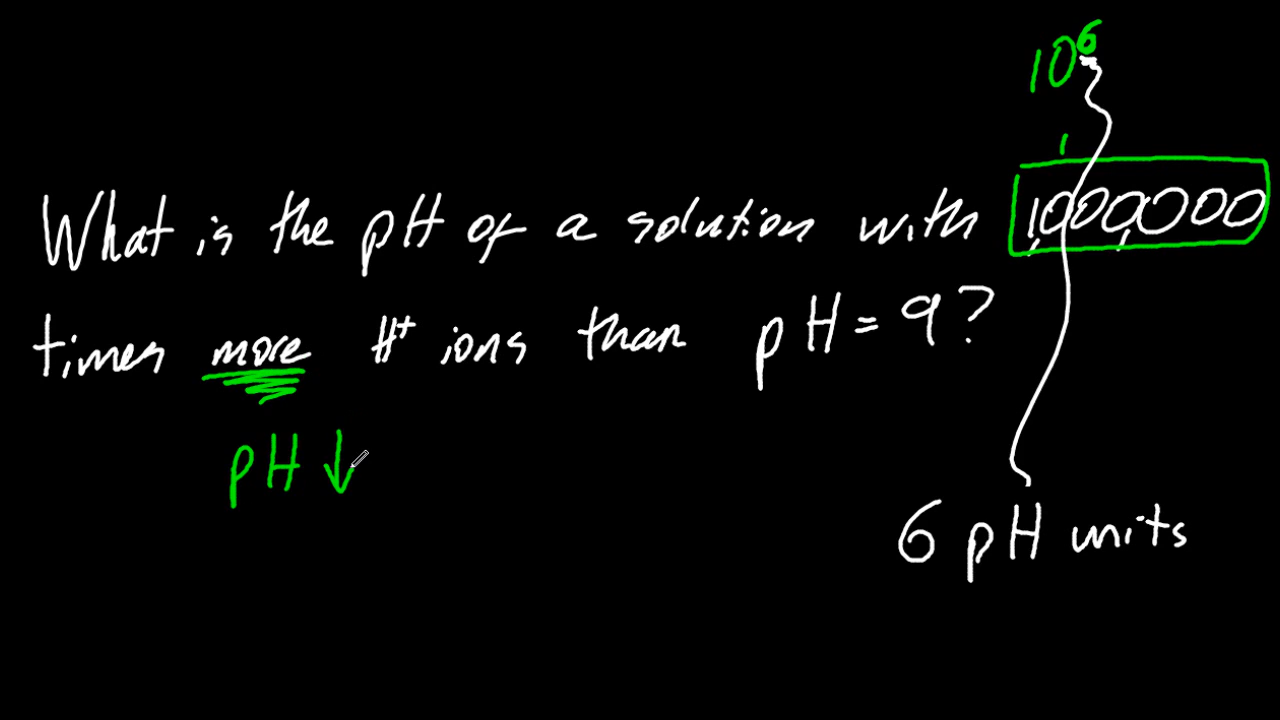 10⁶
What is the pH of a solution with 1,000,000
times more H⁺ ions than pH = 9?
pH ↓
6 pH units